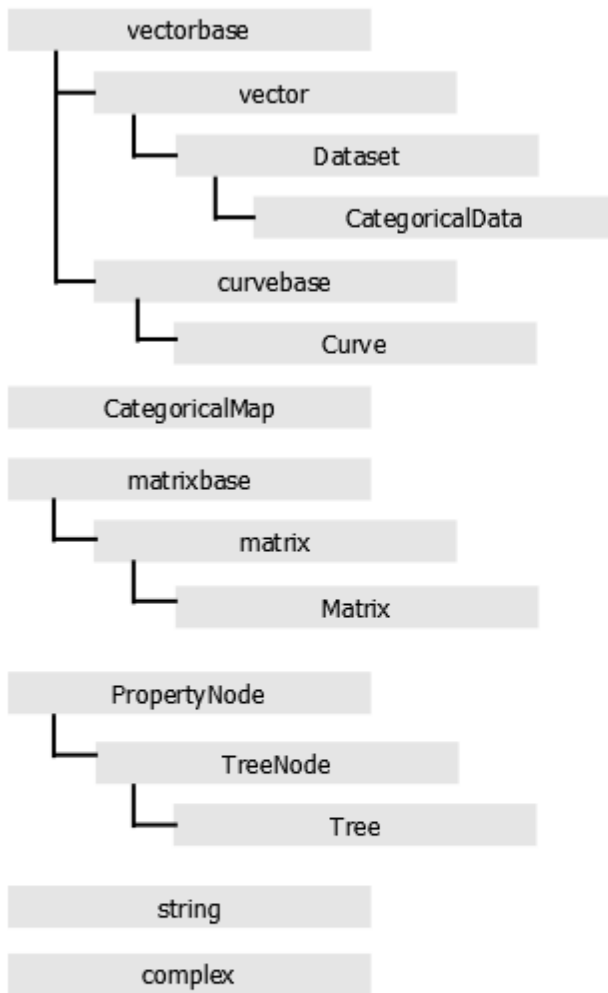 vectorbase
vector
Dataset
CategoricalData
curvebase
Curve
CategoricalMap
matrixbase
matrix
Matrix
PropertyNode
TreeNode
Tree
string
complex